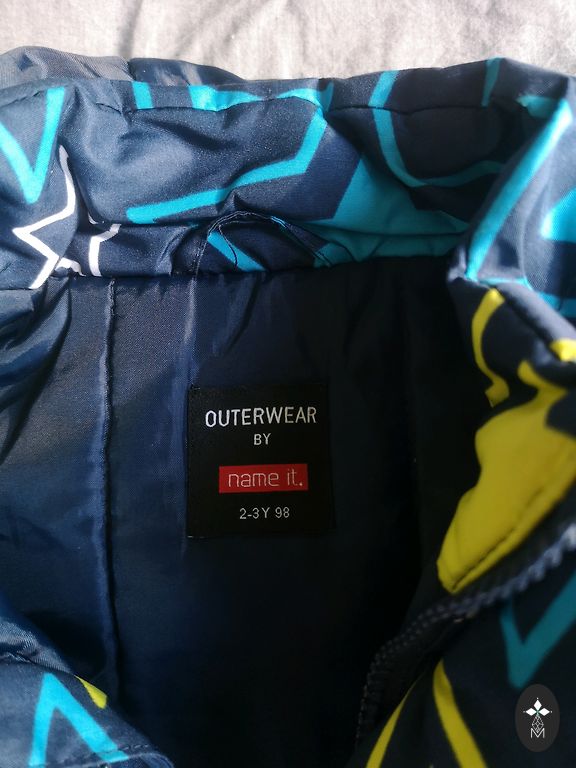 OUTERWEAR
BY
name it.
2-3Y 98
M